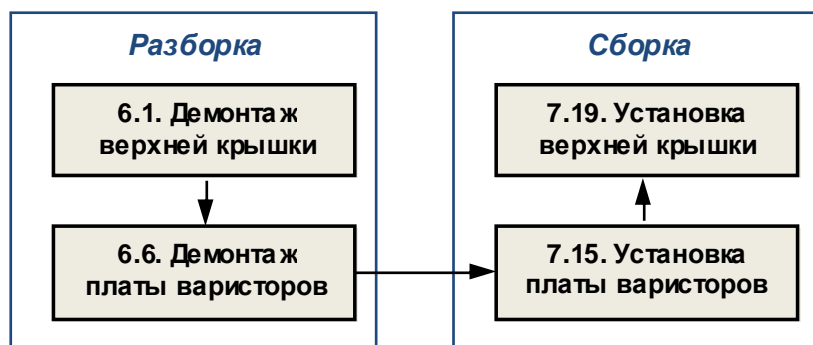 Разборка
6.1. Демонтаж
верхней крышки
6.6. Демонтаж
платы варисторов
Сборка
7.19. Установка
верхней крышки
7.15. Установка
платы варисторов